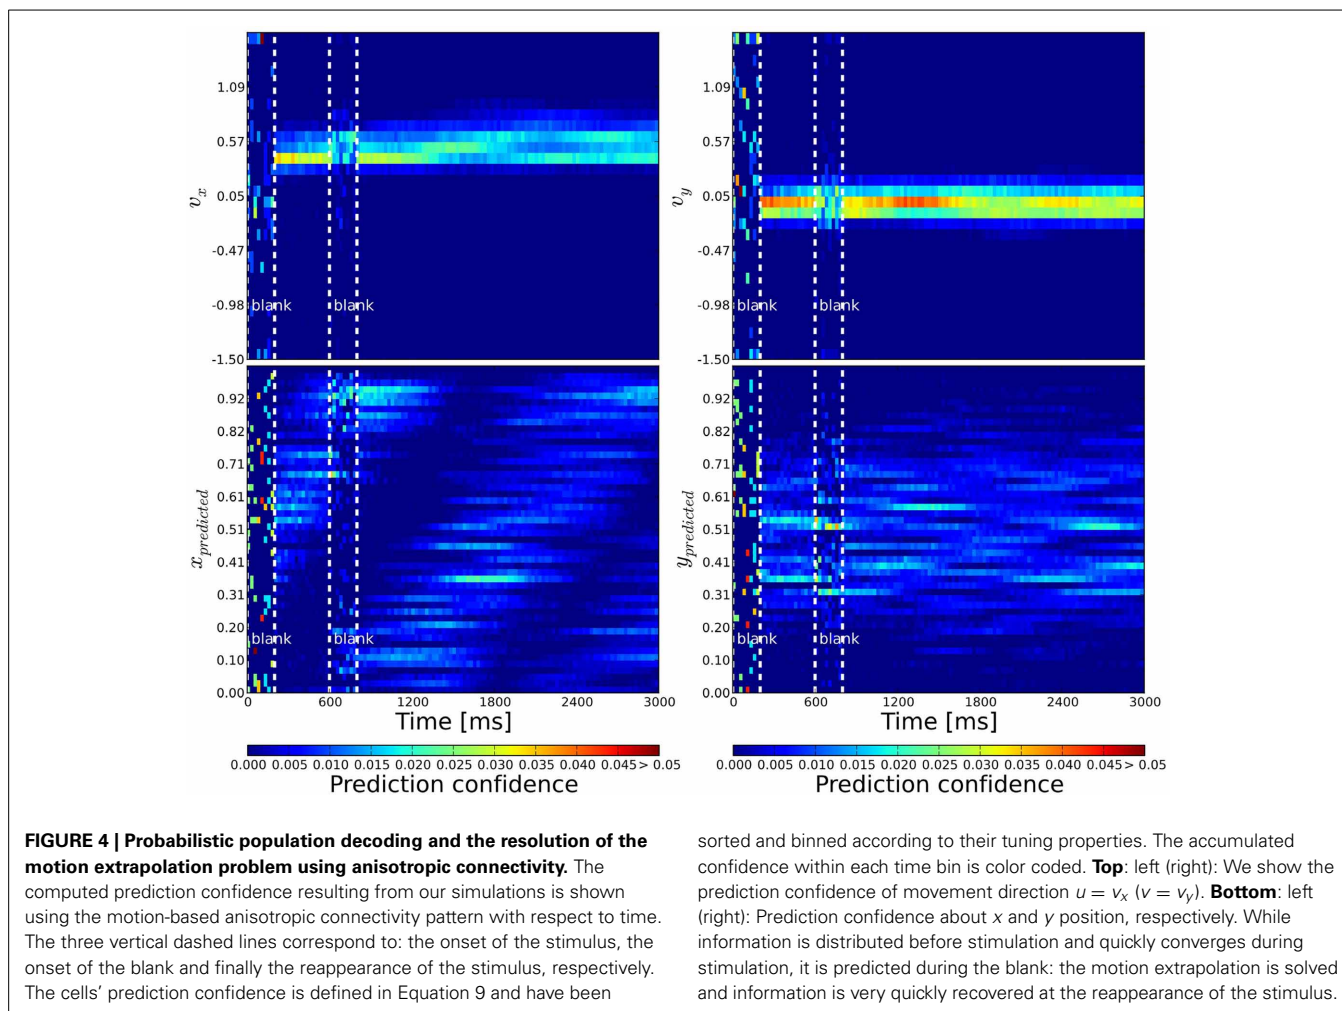 1.09
0.57
0.05
-0.47
-0.98
-1.50
v_x
blank
blank
1.09
0.57
0.05
-0.47
-0.98
-1.50
v_y
blank
blank
0.92
0.82
0.71
0.61
0.51
0.41
0.31
0.20
0.10
0.00
x_predicted
blank
blank
0 600 1200 1800 2400 3000
Time [ms]
0.000 0.005 0.010 0.015 0.020 0.025 0.030 0.035 0.040 0.045 > 0.05
Prediction confidence
0.92
0.82
0.71
0.61
0.51
0.41
0.31
0.20
0.10
0.00
y_predicted
blank
blank
0 600 1200 1800 2400 3000
Time [ms]
0.000 0.005 0.010 0.015 0.020 0.025 0.030 0.035 0.040 0.045 > 0.05
Prediction confidence
FIGURE 4 | Probabilistic population decoding and the resolution of the
motion extrapolation problem using anisotropic connectivity. The
computed prediction confidence resulting from our simulations is shown
using the motion-based anisotropic connectivity pattern with respect to time.
The three vertical dashed lines correspond to: the onset of the stimulus, the
onset of the blank and finally the reappearance of the stimulus, respectively.
The cells' prediction confidence is defined in Equation 9 and have been
sorted and binned according to their tuning properties. The accumulated
confidence within each time bin is color coded. Top: left (right): We show the
prediction confidence of movement direction u = v_x (v = v_y). Bottom: left
(right): Prediction confidence about x and y position, respectively. While
information is distributed before stimulation and quickly converges during
stimulation, it is predicted during the blank: the motion extrapolation is solved
and information is very quickly recovered at the reappearance of the stimulus.